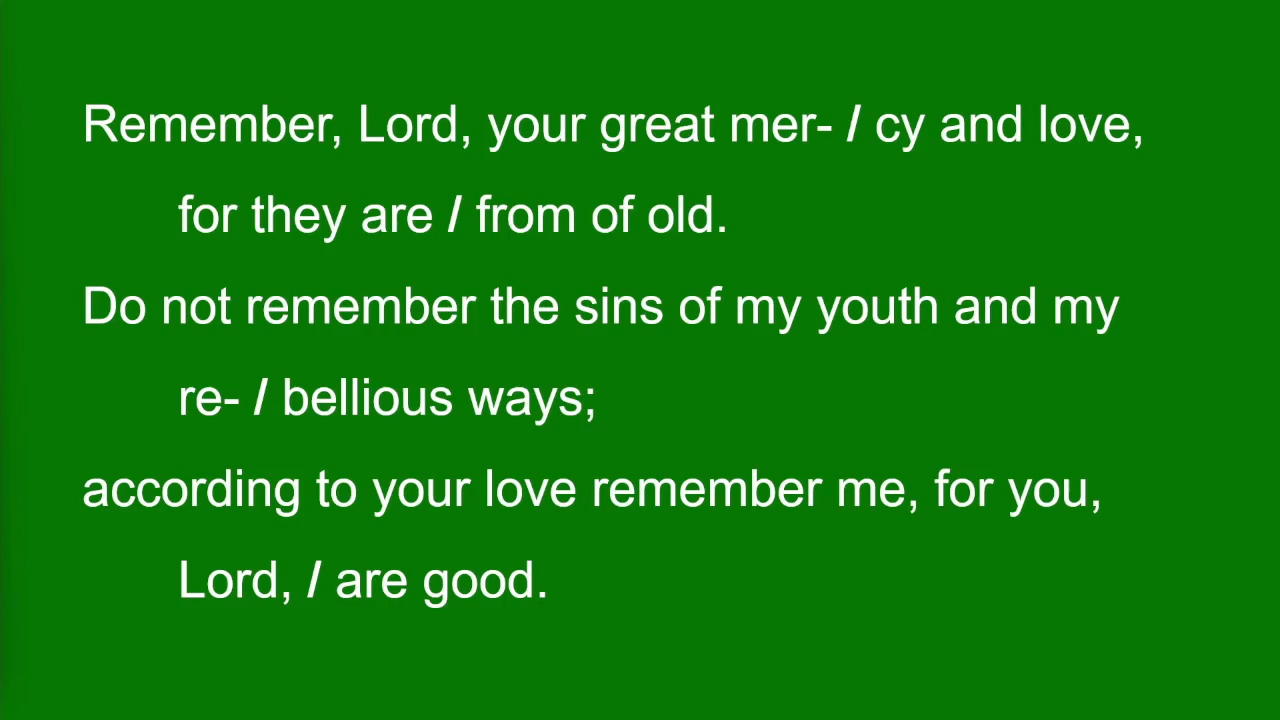 Remember, Lord, your great mer- / cy and love,
for they are / from of old.
Do not remember the sins of my youth and my
re- / bellious ways;
according to your love remember me, for you,
Lord, / are good.